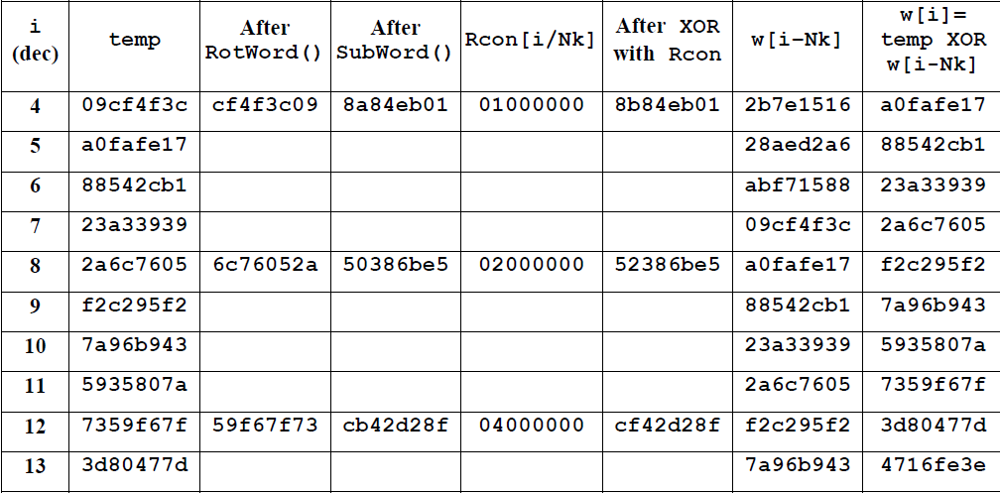 i (dec)
temp
After RotWord()
After SubWord()
Rcon[i/Nk]
After XOR with Rcon
w[i-Nk]
w[i]= temp XOR w[i-Nk]
4 09cf4f3c cf4f3c09 8a84eb01 01000000 8b84eb01 2b7e1516 a0fafe17
5 a0fafe17 28aed2a6 88542cb1
6 88542cb1 abf71588 23a33939
7 23a33939 09cf4f3c 2a6c7605
8 2a6c7605 6c76052a 50386be5 02000000 52386be5 a0fafe17 f2c295f2
9 f2c295f2 88542cb1 7a96b943
10 7a96b943 23a33939 5935807a
11 5935807a 2a6c7605 7359f67f
12 7359f67f 59f67f73 cb42d28f 04000000 cf42d28f f2c295f2 3d80477d
13 3d80477d 7a96b943 4716fe3e